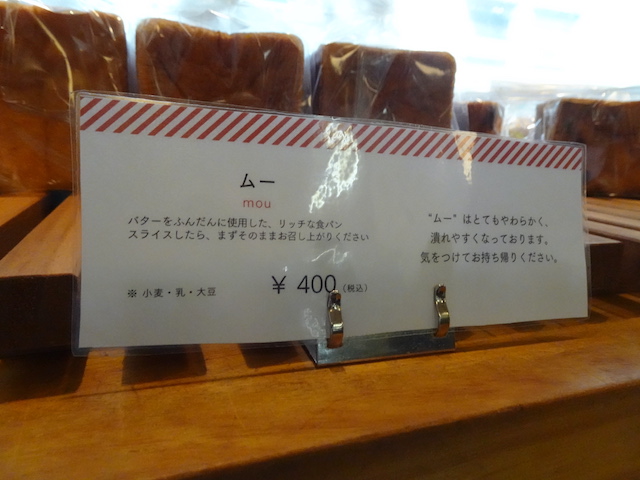 ムー
mou
バターをふんだんに使用した、リッチな食パン
スライスしたら、まずそのままお召し上がりください
※ 小麦・乳・大豆
¥ 400 (税込)
"ムー" はとてもやわらかく、
潰れやすくなっております。
気をつけてお持ち帰りください。